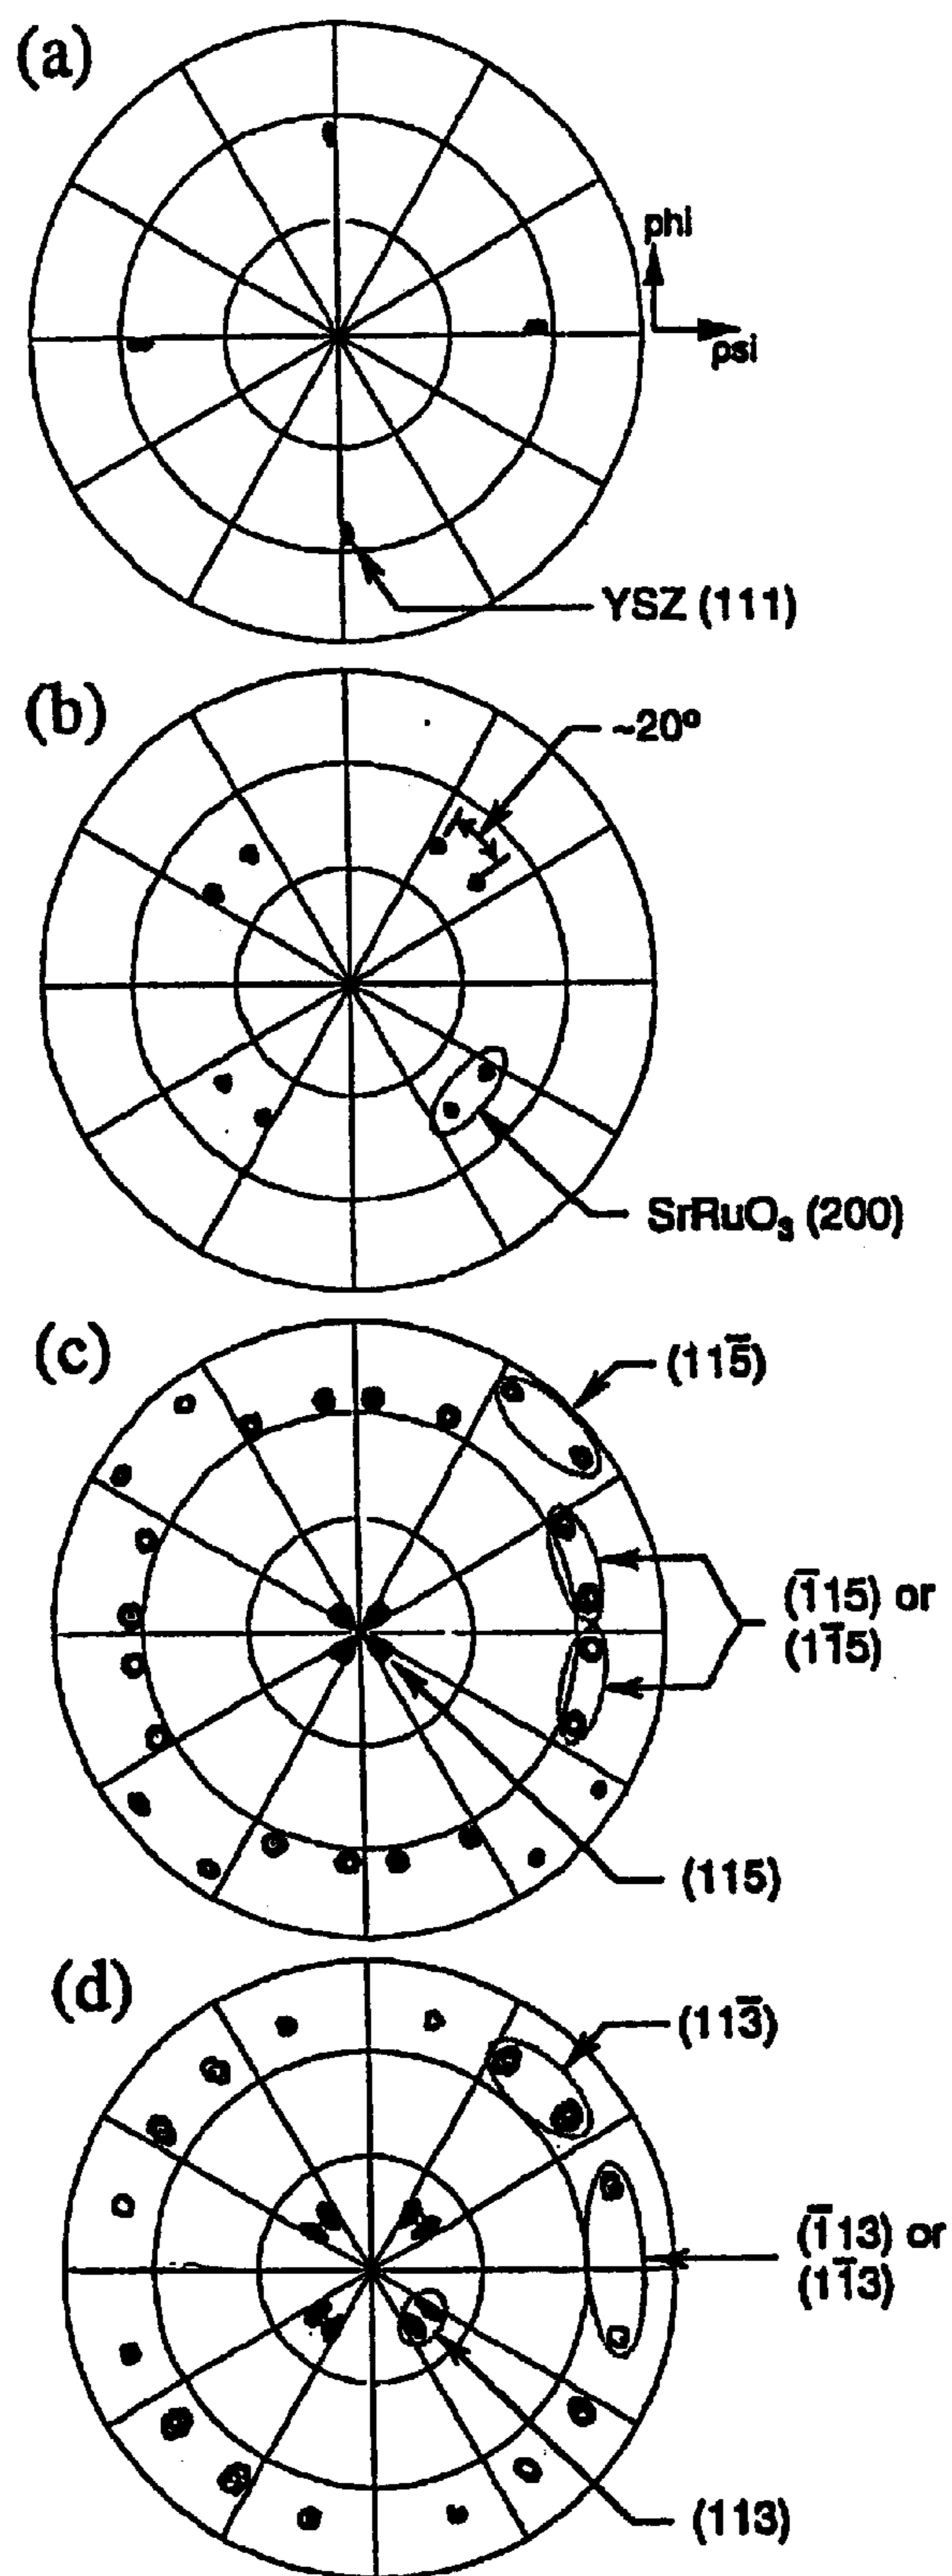 (a)
phi
psi
YSZ (111)
(b)
~20º
SrRuO₃ (200)
(c)
(115̅)
(1̅15) or
(11̅5)
(115)
(d)
(113̅)
(1̅13) or
(11̅3)
(113)